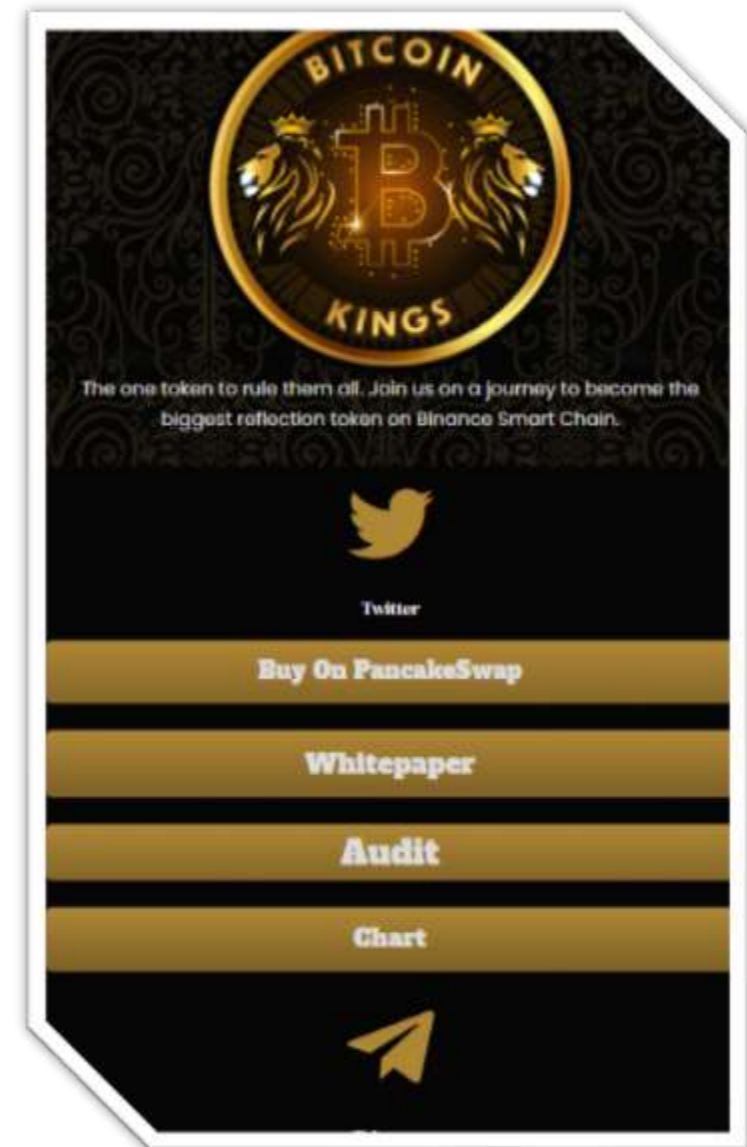 BITCOIN
KINGS
The one token to rule them all. Join us on a journey to become the
biggest reflection token on Binance Smart Chain.
Twitter
Buy On PancakeSwap
Whitepaper
Audit
Chart